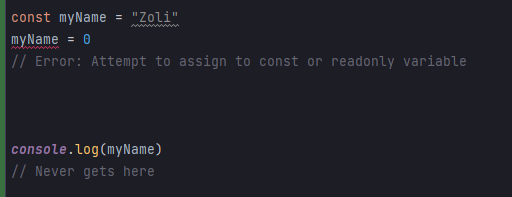 const myName = "Zoli"
myName = 0
// Error: Attempt to assign to const or readonly variable
console.log(myName)
// Never gets here